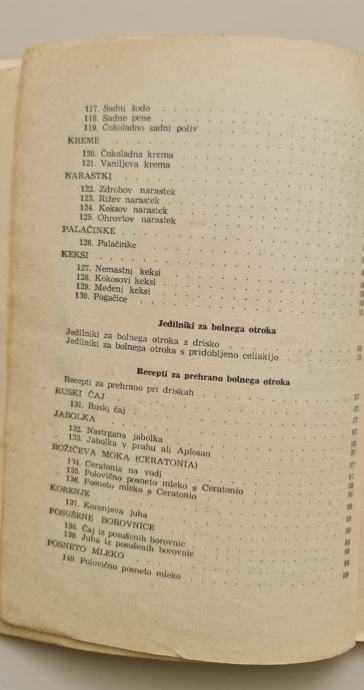 117. Sadni šodo
118. Sadne pene
119. Čokoladno sadni poliv
KREME
120. Čokoladna krema
121. Vaniljeva krema
NARASTKI
122. Zdrobov narastek
123. Rižev narastek
124. Keksov narastek
125. Ohrovtov narastek
PALAČINKE
126. Palačinke
KEKSI
127. Nemastni keksi
128. Kokosovi keksi
129. Medeni keksi
130. Pogačice
Jedilniki za bolnega otroka
Jedilniki za bolnega otroka z drisko
Jedilniki za bolnega otroka s pridobljeno celiakijo
Recepti za prehrano bolnega otroka
Recepti za prehrano pri driskah
RUSKI ČAJ
131. Ruski čaj
JABOLKA
132. Nastrgana jabolka
133. Jabolka v prahu ali Aplosan
ROŽIČEVA MOKA (CERATONIA)
134. Ceratonia na vodi
135. Polovično posneto mleko s Ceratonio
136. Posneto mleko s Ceratonio
KORENJE
137. Korenjeva juha
POSUŠENE BOROVNICE
138. Čaj iz posušenih borovnic
139. Juha iz posušenih borovnic
POSNETO MLEKO
140. Polovično posneto mleko